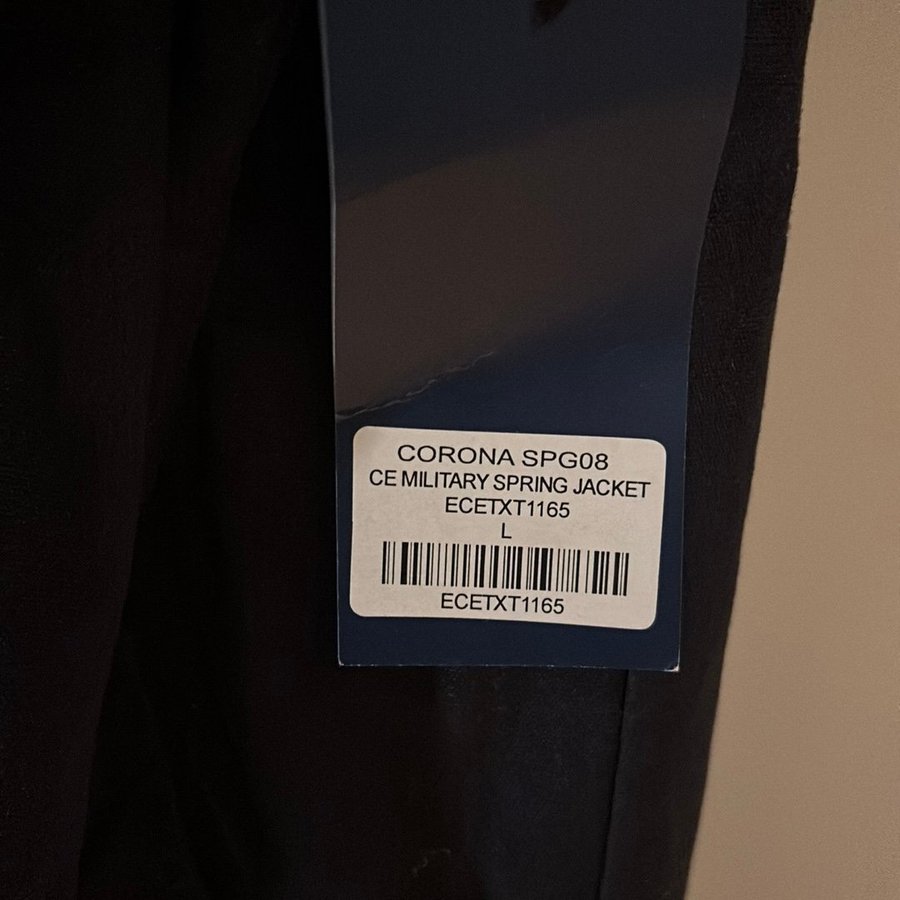 CORONA SPG08
CE MILITARY SPRING JACKET
ECETXT1165
L
ECETXT1165